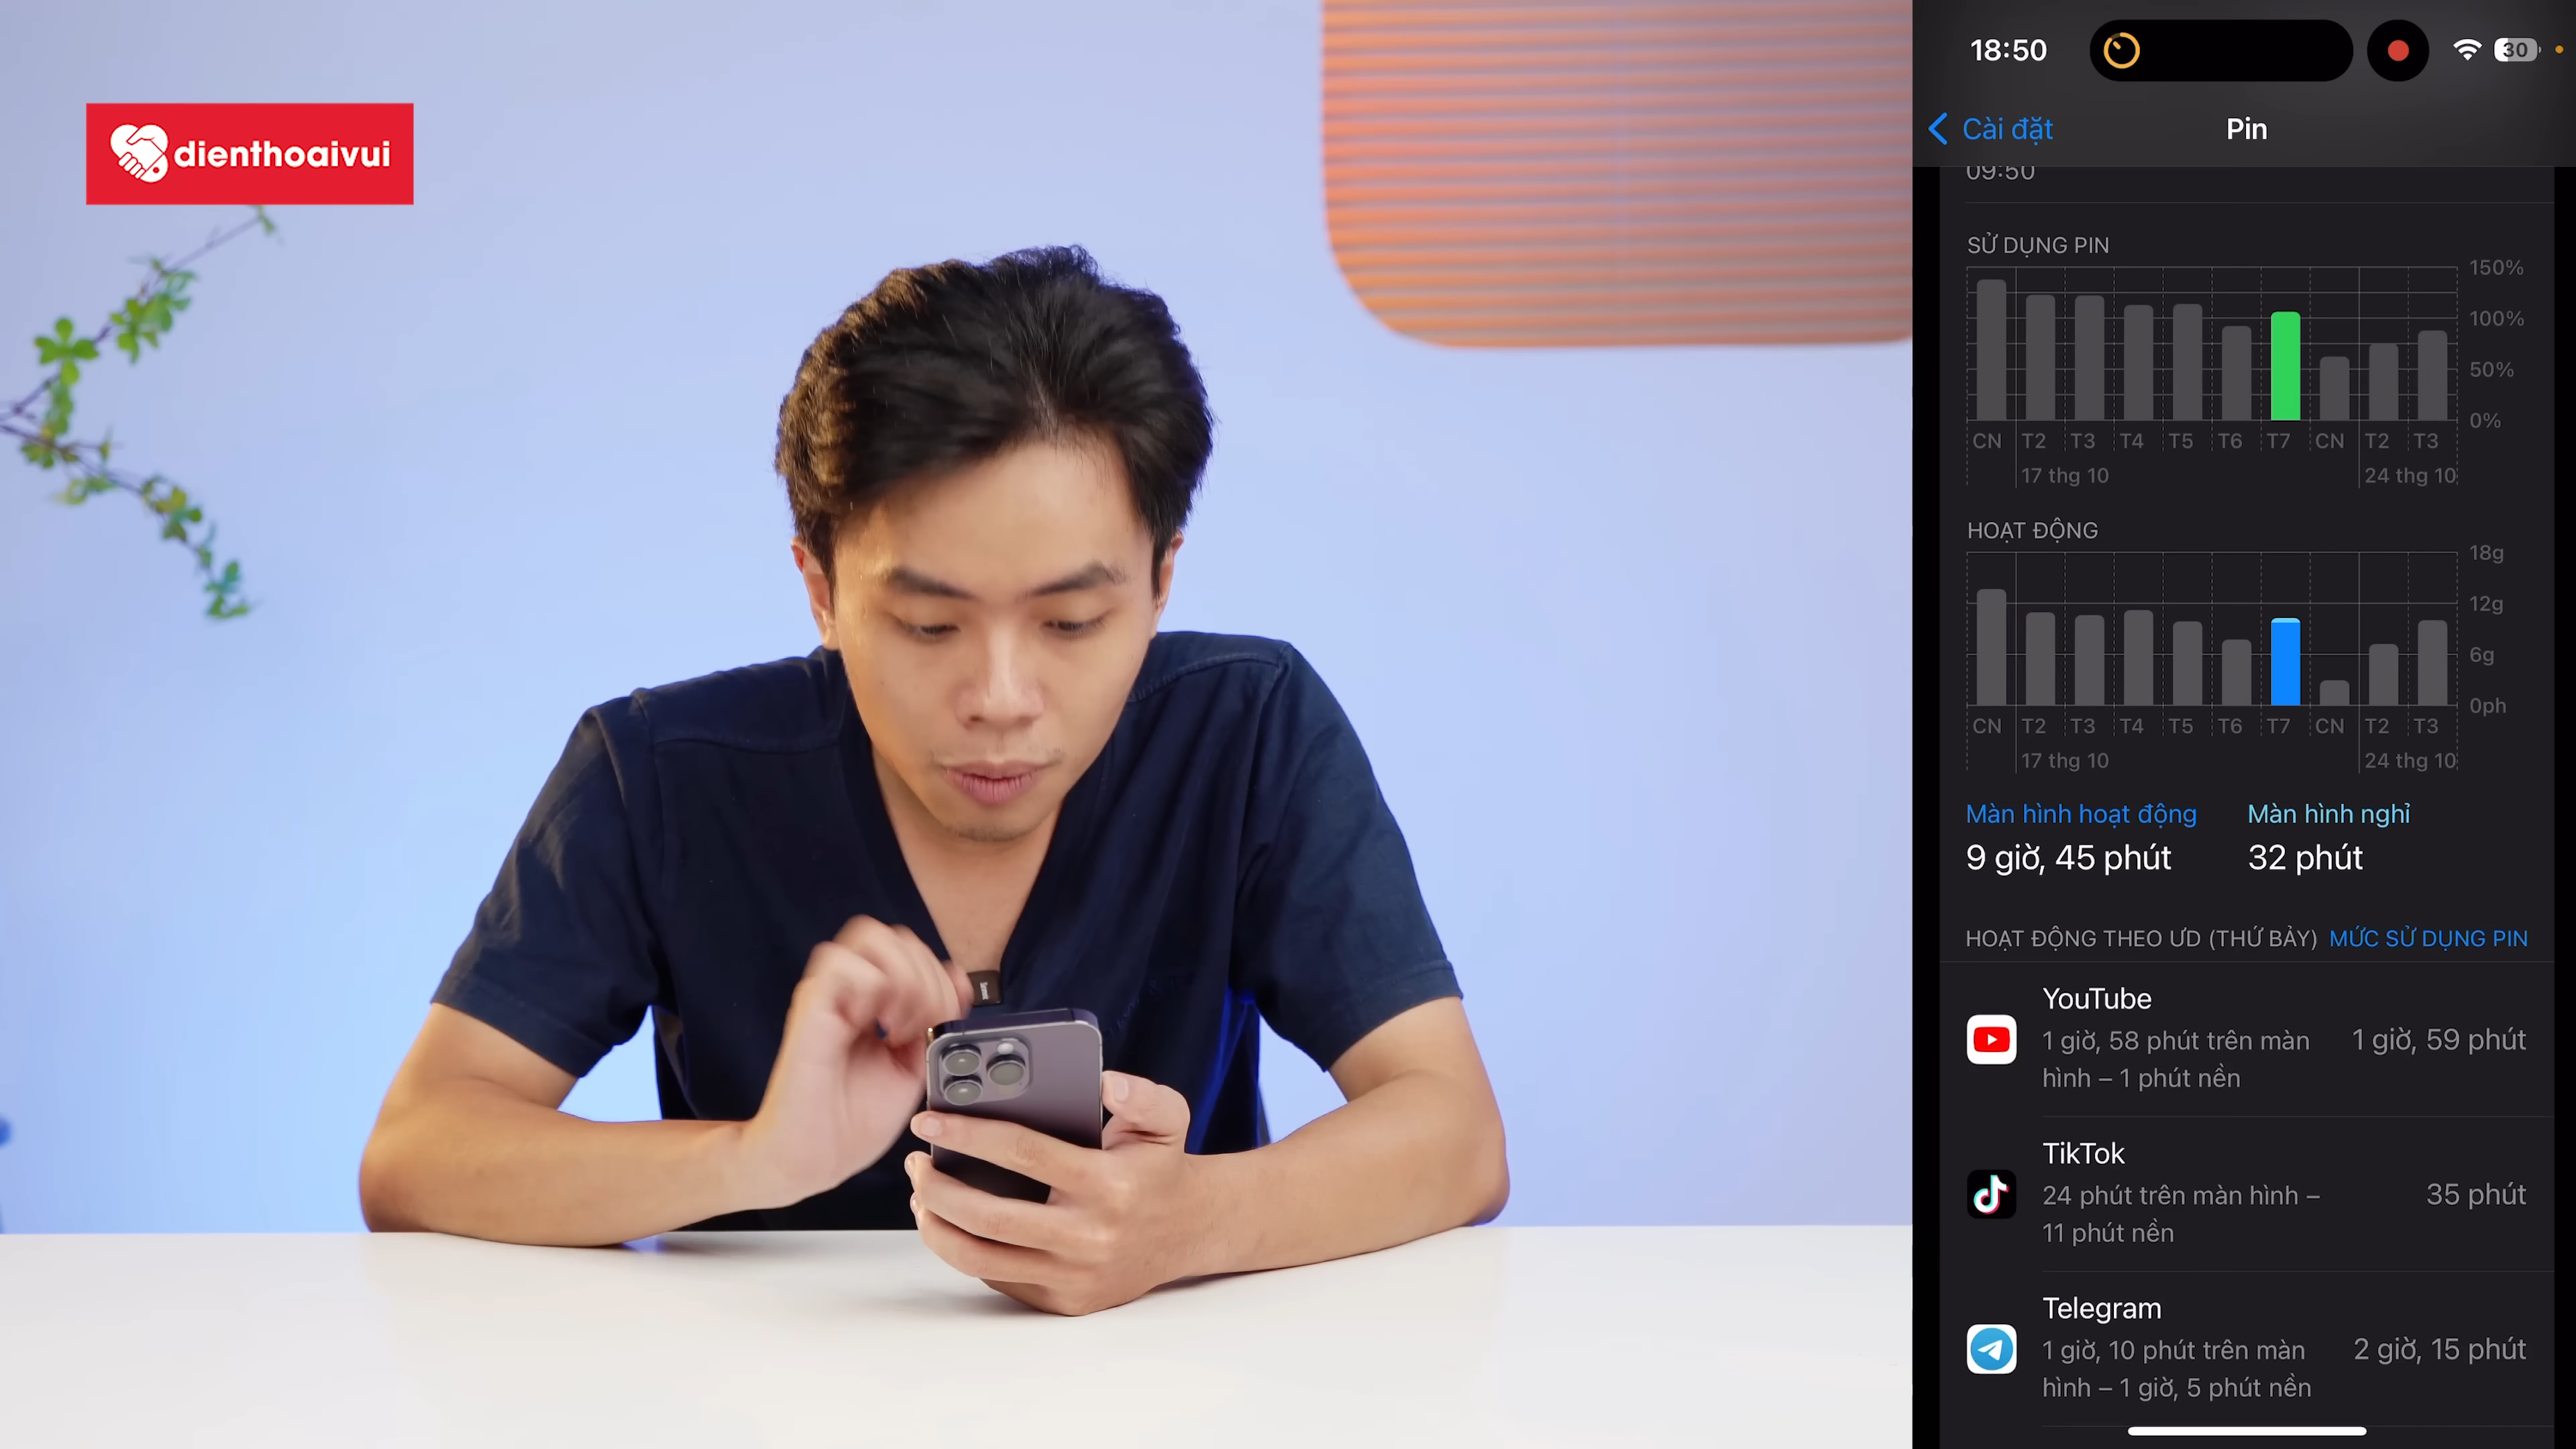 dienthoaivui
18:50
30
Cài đặt
Pin
09:50
SỬ DỤNG PIN
150%
100%
50%
0%
CN T2 T3 T4 T5 T6 T7 CN T2 T3
17 thg 10 24 thg 10
HOẠT ĐỘNG
18g
12g
6g
0ph
CN T2 T3 T4 T5 T6 T7 CN T2 T3
17 thg 10 24 thg 10
Màn hình hoạt động Màn hình nghỉ
9 giờ, 45 phút 32 phút
HOẠT ĐỘNG THEO ƯD (THỨ BẢY) MỨC SỬ DỤNG PIN
YouTube
1 giờ, 58 phút trên màn 1 giờ, 59 phút
hình – 1 phút nền
TikTok
24 phút trên màn hình – 35 phút
11 phút nền
Telegram
1 giờ, 10 phút trên màn 2 giờ, 15 phút
hình – 1 giờ, 5 phút nền